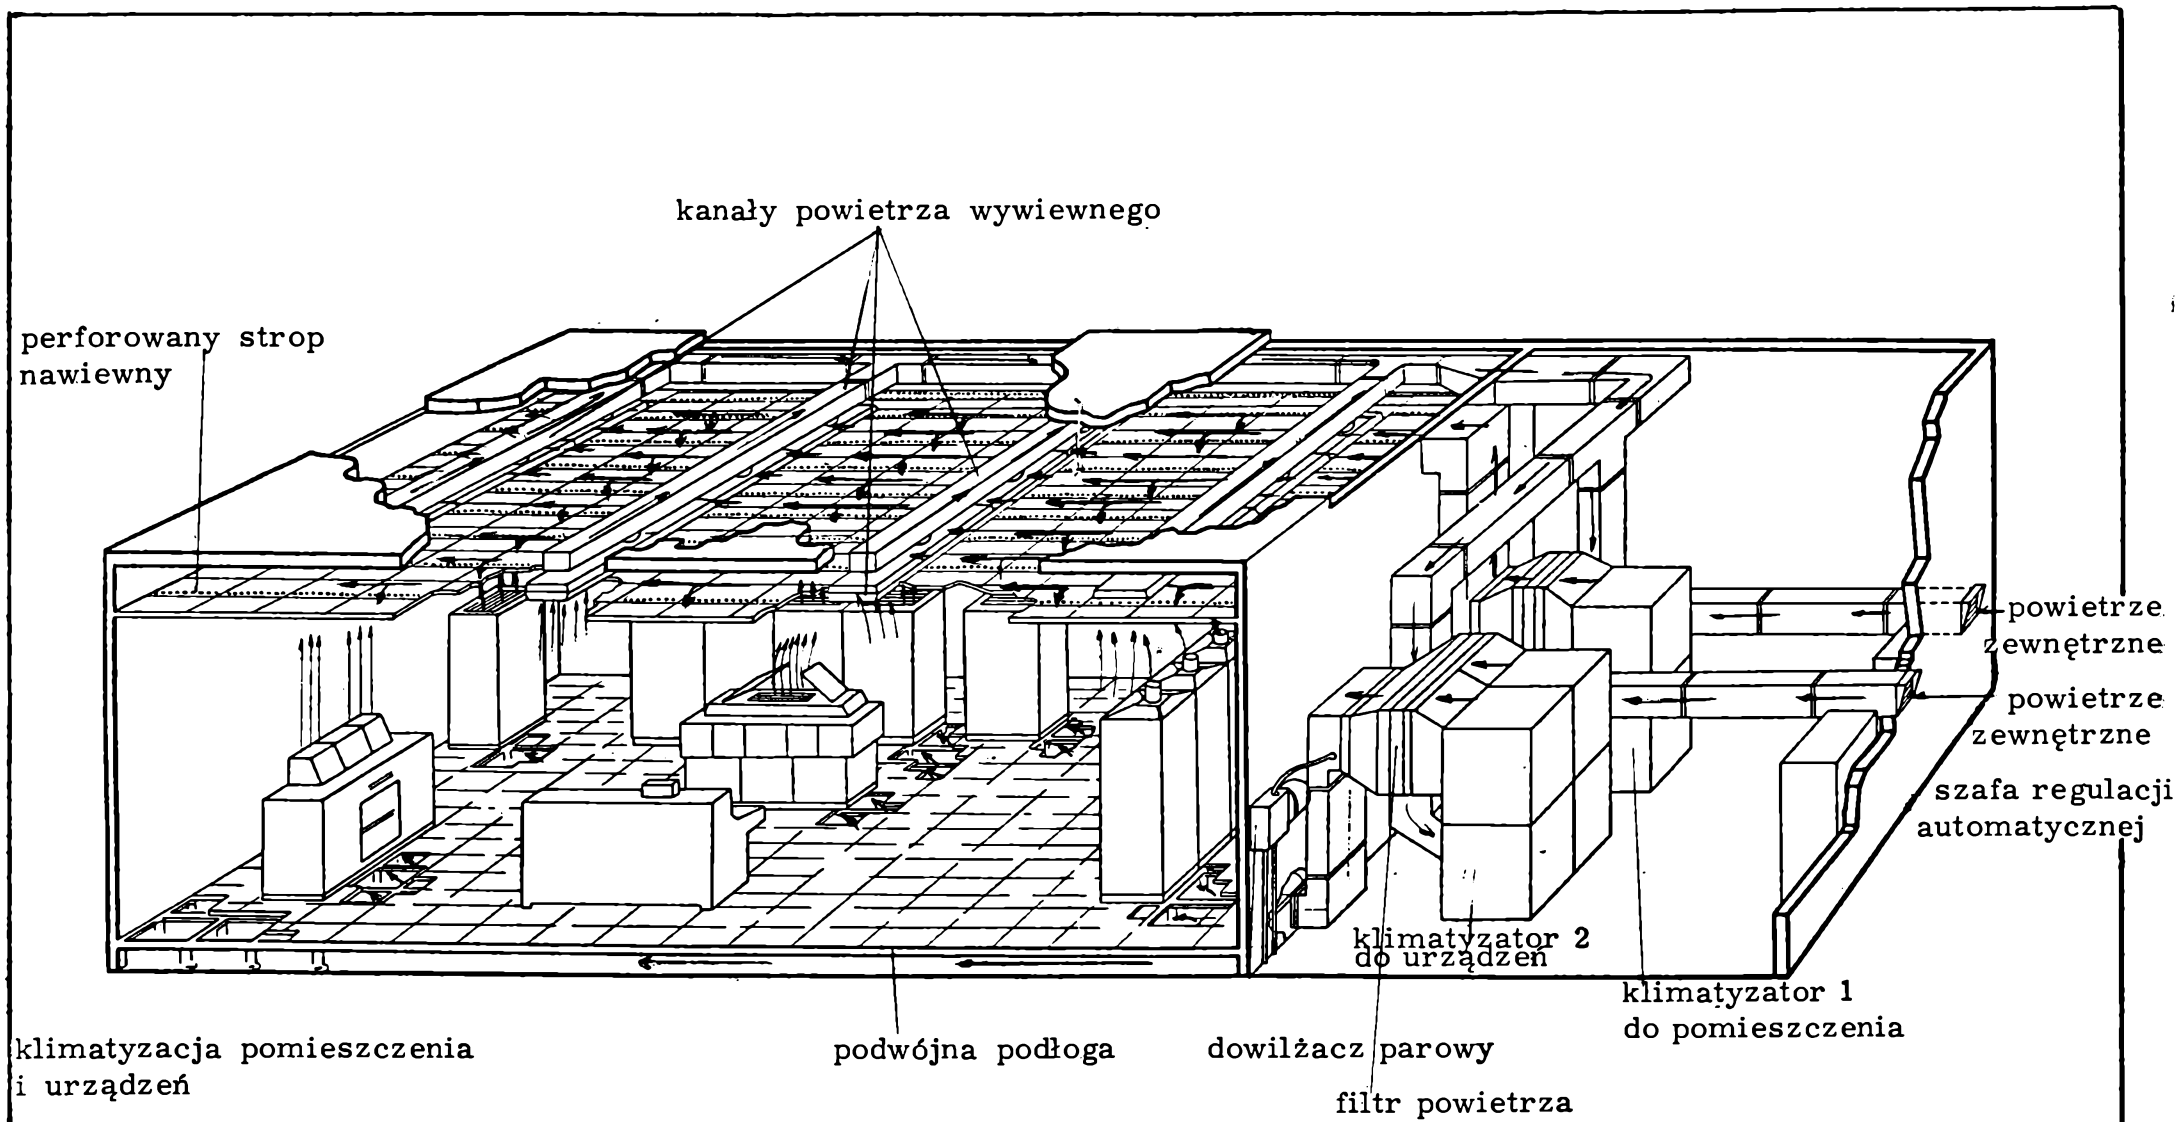 kanały powietrza wywiewnego
perforowany strop
nawiewny
powietrze
zewnętrzne
powietrze
zewnętrzne
szafa regulacji
automatycznej
klimatyzator 2
do urządzeń
klimatyzator 1
do pomieszczenia
klimatyzacja pomieszczenia
i urządzeń
podwójna podłoga
dowilżacz parowy
filtr powietrza